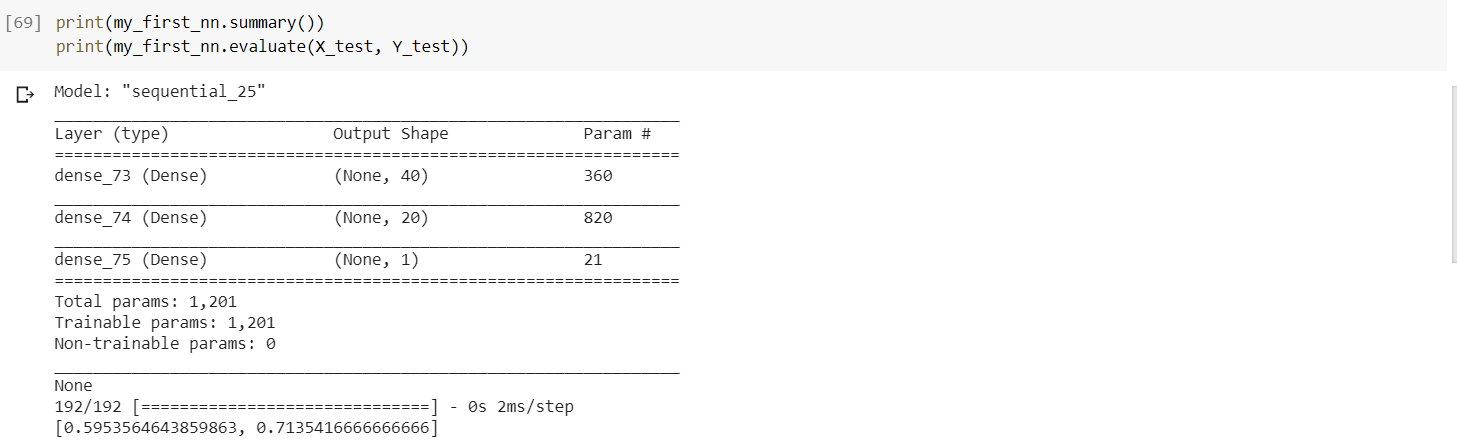 [69] print(my_first_nn.summary())
print(my_first_nn.evaluate(X_test, Y_test))
Model: "sequential_25"
_________________________________________________________________
Layer (type)                 Output Shape              Param #
=================================================================
dense_73 (Dense)             (None, 40)                360
_________________________________________________________________
dense_74 (Dense)             (None, 20)                820
_________________________________________________________________
dense_75 (Dense)             (None, 1)                 21
=================================================================
Total params: 1,201
Trainable params: 1,201
Non-trainable params: 0
_________________________________________________________________
None
192/192 [==============================] - 0s 2ms/step
[0.5953564643859863, 0.7135416666666666]